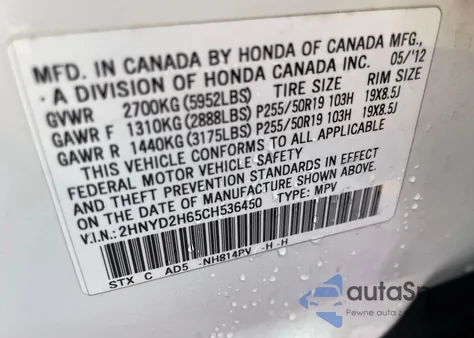 MFD. IN CANADA BY HONDA OF CANADA MFG.,
A DIVISION OF HONDA CANADA INC. 05/'12
TIRE SIZE RIM SIZE
GVWR 2700KG (5952LBS)
GAWR F 1310KG (2888LBS) P255/50R19 103H 19X8.5J
GAWR R 1440KG (3175LBS) P255/50R19 103H 19X8.5J
THIS VEHICLE CONFORMS TO ALL APPLICABLE
FEDERAL MOTOR VEHICLE SAFETY
AND THEFT PREVENTION STANDARDS IN EFFECT
ON THE DATE OF MANUFACTURE SHOWN ABOVE.
V.I.N.: 2HNYD2H65CH536450 TYPE: MPV
STX C AD5 -NH814PV -H -H
Pewne auta z